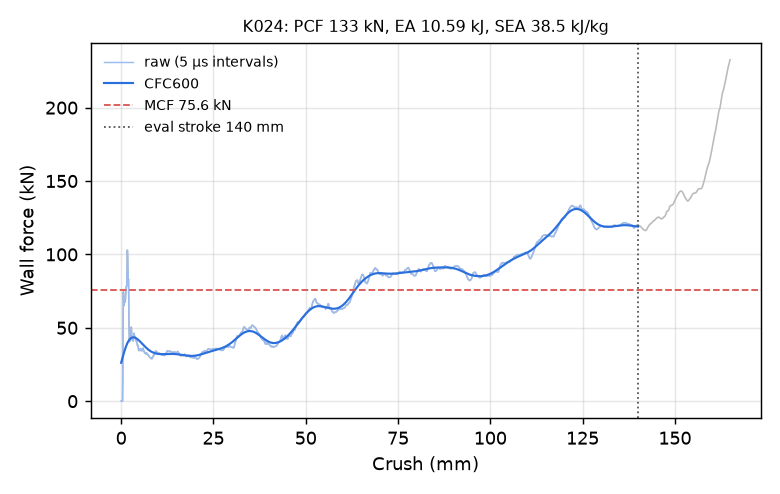 K024: PCF 133 kN, EA 10.59 kJ, SEA 38.5 kJ/kg
raw (5 µs intervals)
CFC600
MCF 75.6 kN
eval stroke 140 mm
Wall force (kN)
200
150
100
50
0
0 25 50 75 100 125 150
Crush (mm)